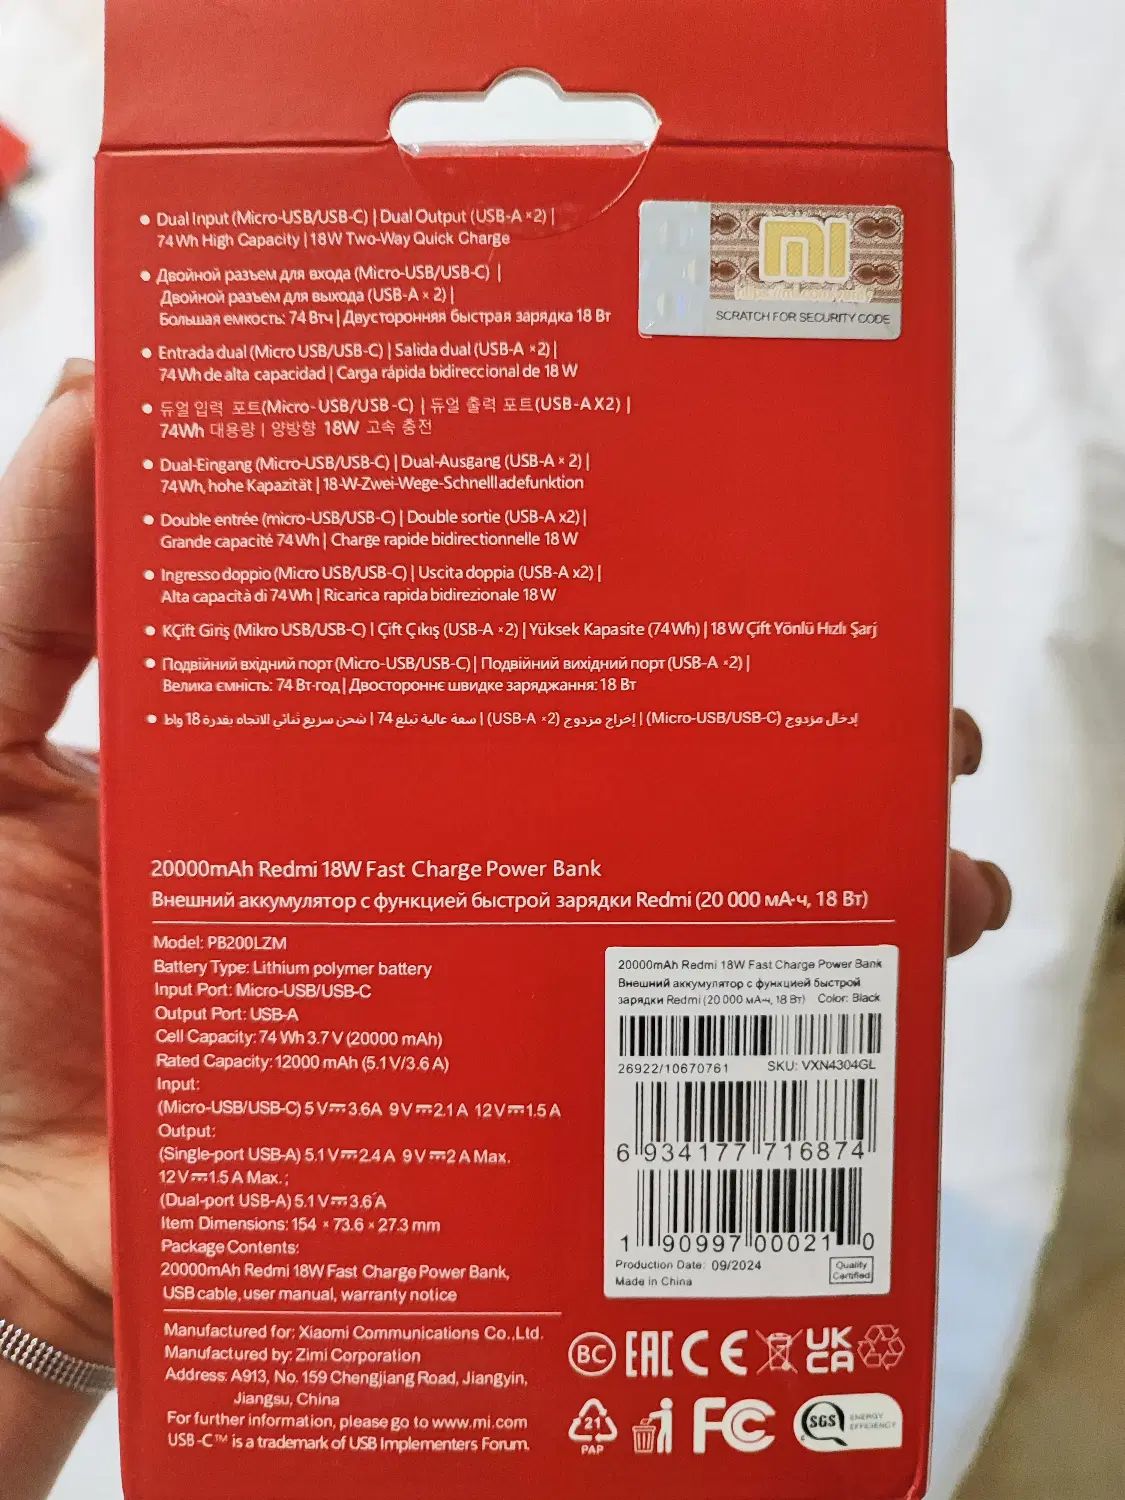 Dual Input (Micro-USB/USB-C) | Dual Output (USB-A ×2) |
74 Wh High Capacity | 18W Two-Way Quick Charge
Двойной разъем для входа (Micro-USB/USB-C) |
Двойной разъем для выхода (USB-A × 2) |
Большая емкость: 74 Втч | Двусторонняя быстрая зарядка 18 Вт
Entrada dual (Micro USB/USB-C) | Salida dual (USB-A ×2) |
74 Wh de alta capacidad | Carga rápida bidireccional de 18 W
듀얼 입력 포트(Micro- USB/USB -C) | 듀얼 출력 포트(USB-A X2) |
74Wh 대용량 | 양방향 18W 고속 충전
Dual-Eingang (Micro-USB/USB-C) | Dual-Ausgang (USB-A × 2) |
74 Wh, hohe Kapazität | 18-W-Zwei-Wege-Schnellladefunktion
Double entrée (micro-USB/USB-C) | Double sortie (USB-A x2) |
Grande capacité 74 Wh | Charge rapide bidirectionnelle 18 W
Ingresso doppio (Micro USB/USB-C) | Uscita doppia (USB-A x2) |
Alta capacità di 74 Wh | Ricarica rapida bidirezionale 18 W
KÇift Giriş (Mikro USB/USB-C) | Çift Çıkış (USB-A ×2) | Yüksek Kapasite (74 Wh) | 18 W Çift Yönlü Hızlı Şarj
Подвійний вхідний порт (Micro-USB/USB-C) | Подвійний вихідний порт (USB-A ×2) |
Велика ємність: 74 Вт·год | Двостороннє швидке заряджання: 18 Вт
إدخال مزدوج (Micro-USB/USB-C) | إخراج مزدوج (USB-A ×2) | سعة عالية تبلغ 74 | شحن سريع ثنائي الاتجاه بقدرة 18 واط
MI
SCRATCH FOR SECURITY CODE
20000mAh Redmi 18W Fast Charge Power Bank
Внешний аккумулятор с функцией быстрой зарядки Redmi (20 000 мА·ч, 18 Вт)
Model: PB200LZM
Battery Type: Lithium polymer battery
Input Port: Micro-USB/USB-C
Output Port: USB-A
Cell Capacity: 74 Wh 3.7 V (20000 mAh)
Rated Capacity: 12000 mAh (5.1 V/3.6 A)
Input:
(Micro-USB/USB-C) 5 V⎓3.6A 9 V⎓2.1 A 12 V⎓1.5 A
Output:
(Single-port USB-A) 5.1 V⎓2.4 A 9 V⎓2 A Max.
12 V⎓1.5 A Max. ;
(Dual-port USB-A) 5.1 V⎓3.6 A
Item Dimensions: 154 × 73.6 × 27.3 mm
Package Contents:
20000mAh Redmi 18W Fast Charge Power Bank,
USB cable, user manual, warranty notice
20000mAh Redmi 18W Fast Charge Power Bank
Внешний аккумулятор с функцией быстрой
зарядки Redmi (20 000 мА·ч, 18 Вт) Color: Black
26922/10670761 SKU: VXN4304GL
6 934177 716874
1 90997 00021 0
Production Date: 09/2024
Made in China
Quality
Certified
Manufactured for: Xiaomi Communications Co.,Ltd.
Manufactured by: Zimi Corporation
Address: A913, No. 159 Chengjiang Road, Jiangyin,
Jiangsu, China
For further information, please go to www.mi.com
USB -C™ is a trademark of USB Implementers Forum.
BC EAC CE UK
CA
21
PAP
FC
SGS
ENERGY
EFFICIENCY